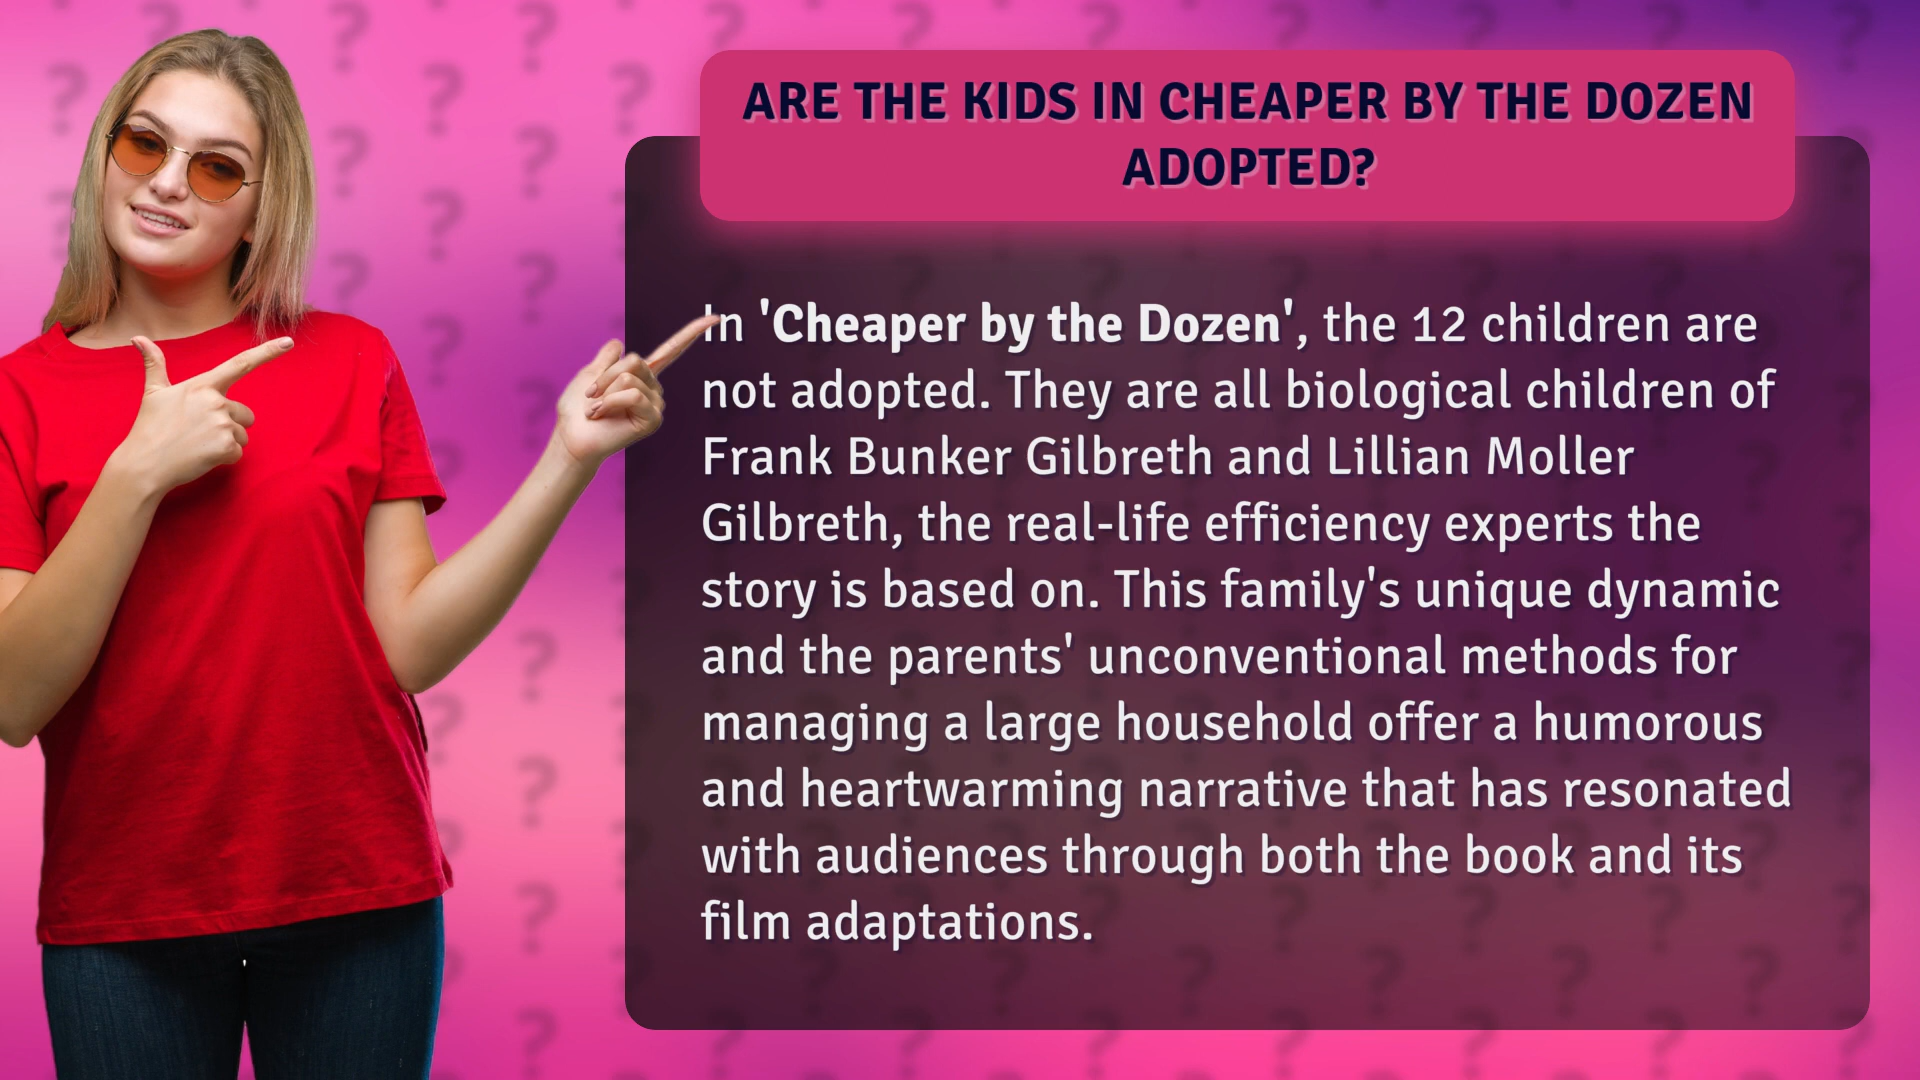 ARE THE KIDS IN CHEAPER BY THE DOZEN
ADOPTED?
In 'Cheaper by the Dozen', the 12 children are
not adopted. They are all biological children of
Frank Bunker Gilbreth and Lillian Moller
Gilbreth, the real-life efficiency experts the
story is based on. This family's unique dynamic
and the parents' unconventional methods for
managing a large household offer a humorous
and heartwarming narrative that has resonated
with audiences through both the book and its
film adaptations.